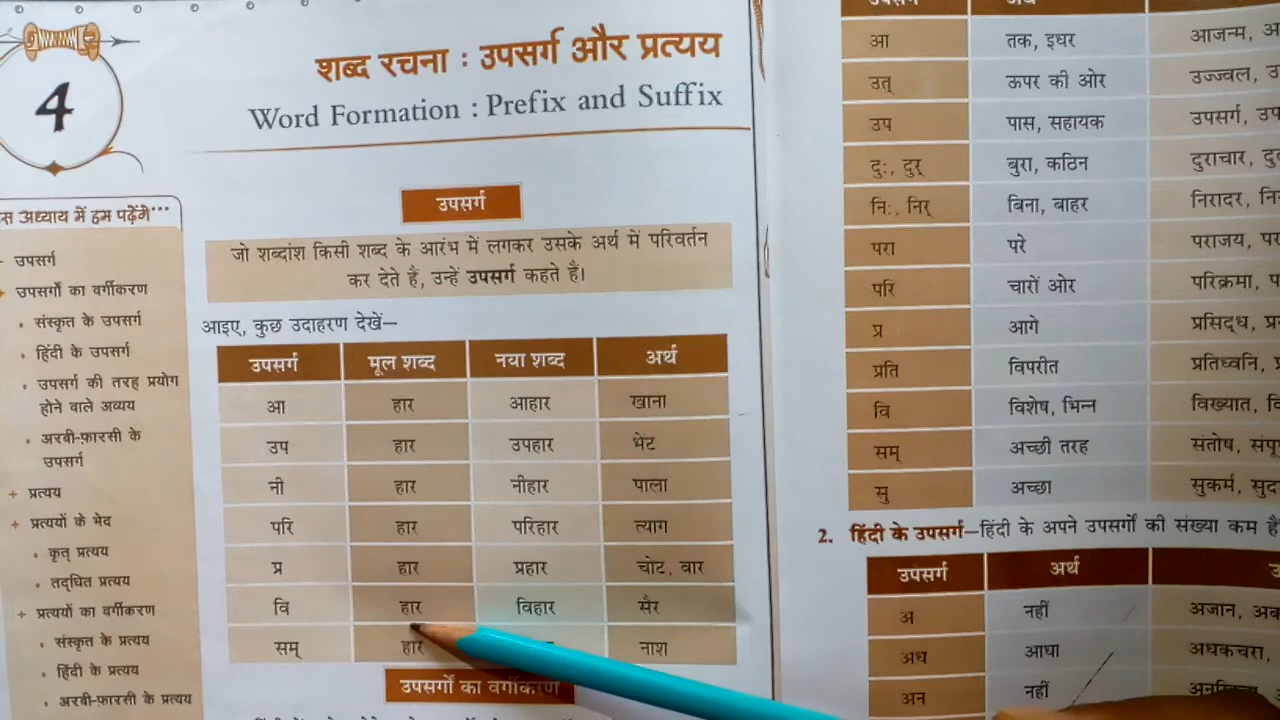 4
शब्द रचना : उपसर्ग और प्रत्यय
Word Formation : Prefix and Suffix
अध्याय में हम पढ़ेंगे...
उपसर्ग
उपसर्गों का वर्गीकरण
संस्कृत के उपसर्ग
हिंदी के उपसर्ग
उपसर्ग की तरह प्रयोग
होने वाले अव्यय
अरबी-फ़ारसी के
उपसर्ग
+ प्रत्यय
+ प्रत्ययों के भेद
कृत् प्रत्यय
तद्धित प्रत्यय
+ प्रत्ययों का वर्गीकरण
संस्कृत के प्रत्यय
हिंदी के प्रत्यय
अरबी-फ़ारसी के प्रत्यय
उपसर्ग
जो शब्दांश किसी शब्द के आरंभ में लगकर उसके अर्थ में परिवर्तन
कर देते हैं, उन्हें उपसर्ग कहते हैं।
आइए, कुछ उदाहरण देखें—
उपसर्ग मूल शब्द नया शब्द अर्थ
आ हार आहार खाना
उप हार उपहार भेंट
नी हार नीहार पाला
परि हार परिहार त्याग
प्र हार प्रहार चोट, वार
वि हार विहार सैर
सम् हार नाश
उपसर्गों का वर्गीकरण
आ तक, इधर आजन्म,
उत् ऊपर की ओर उज्ज्वल,
उप पास, सहायक उपसर्ग,
दुः, दुर् बुरा, कठिन दुराचार,
निः, निर् बिना, बाहर निरादर,
परा परे पराजय,
परि चारों ओर परिक्रमा,
प्र आगे प्रसिद्ध,
प्रति विपरीत प्रतिध्वनि,
वि विशेष, भिन्न विख्यात,
सम् अच्छी तरह संतोष,
सु अच्छा सुकर्म,
2. हिंदी के उपसर्ग—हिंदी के अपने उपसर्गों की संख्या कम
उपसर्ग अर्थ
अ नहीं अजान,
अध आधा अधकचरा,
अन नहीं